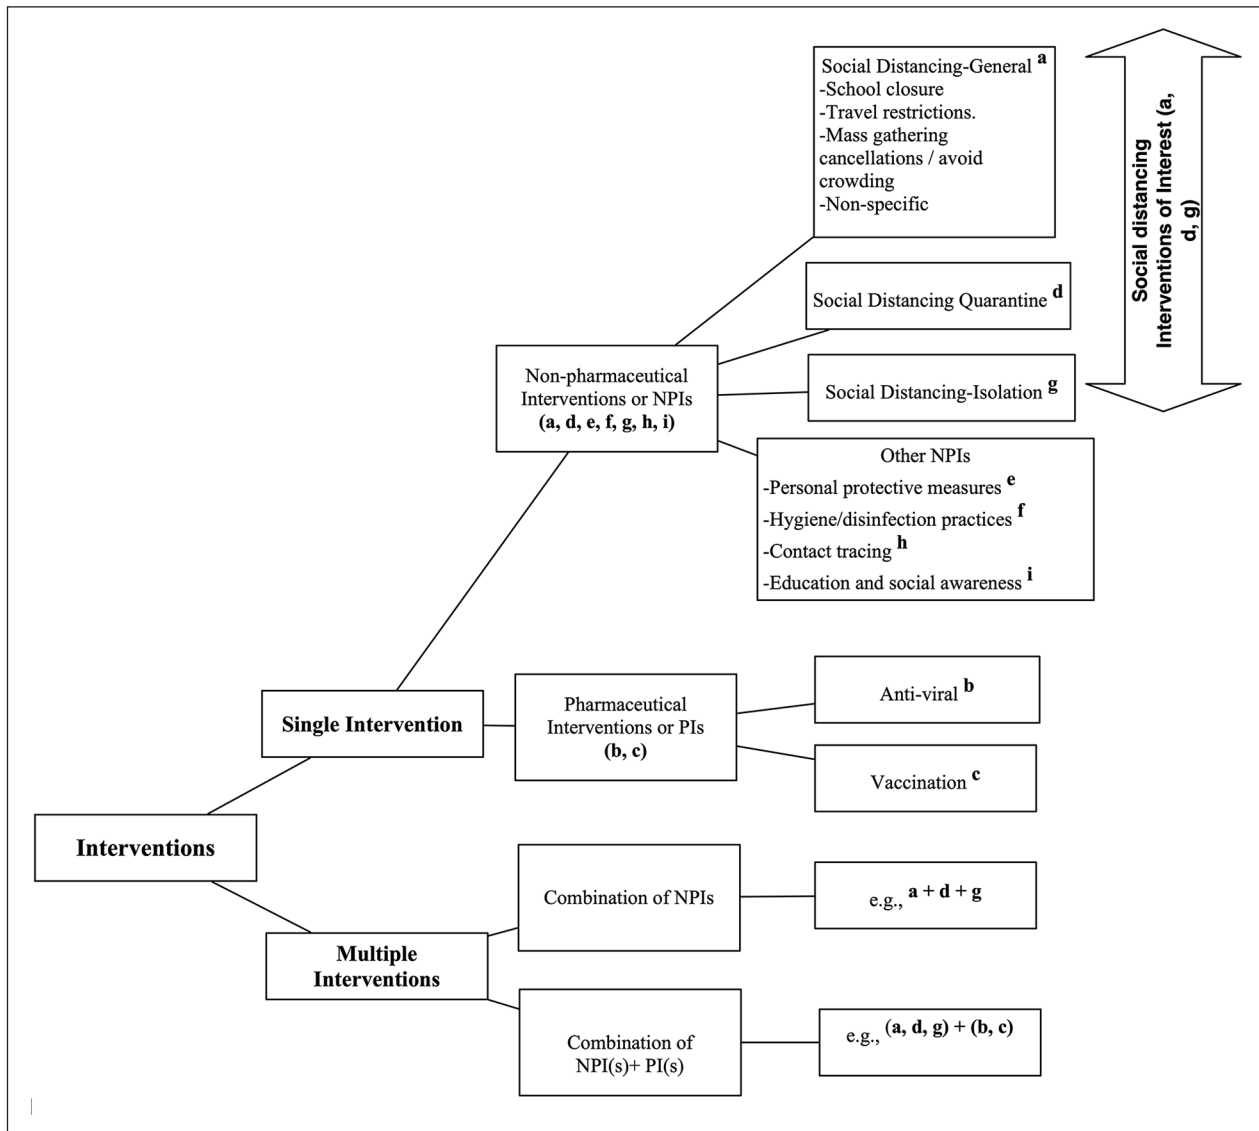 Social Distancing-General a
-School closure
-Travel restrictions.
-Mass gathering
cancellations / avoid
crowding
-Non-specific
Social distancing
Interventions of Interest (a,
d, g)
Social Distancing Quarantine d
Social Distancing-Isolation g
Non-pharmaceutical
Interventions or NPIs
(a, d, e, f, g, h, i)
Other NPIs
-Personal protective measures e
-Hygiene/disinfection practices f
-Contact tracing h
-Education and social awareness i
Single Intervention
Pharmaceutical
Interventions or PIs
(b, c)
Anti-viral b
Vaccination c
Interventions
Multiple
Interventions
Combination of NPIs
e.g., a + d + g
Combination of
NPI(s)+ PI(s)
e.g., (a, d, g) + (b, c)